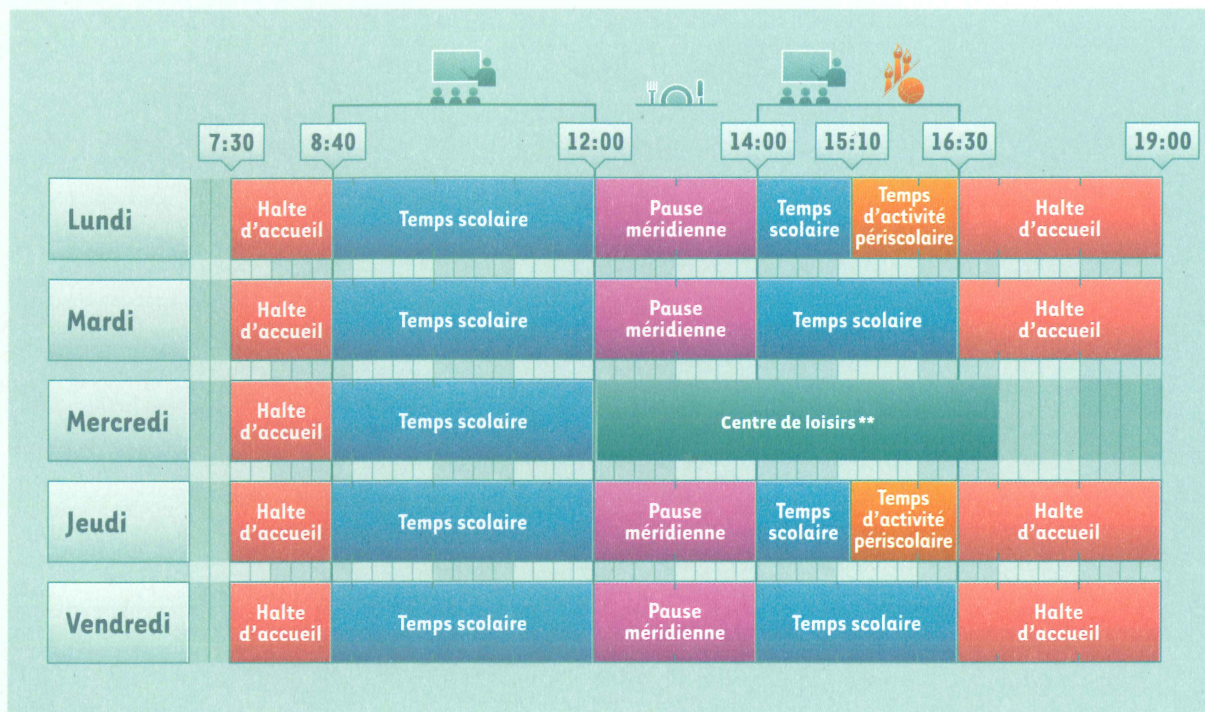 7:30 8:40 12:00 14:00 15:10 16:30 19:00
Lundi
Halte
d'accueil
Temps scolaire
Pause
méridienne
Temps
scolaire
Temps
d'activité
périscolaire
Halte
d'accueil
Mardi
Halte
d'accueil
Temps scolaire
Pause
méridienne
Temps scolaire
Halte
d'accueil
Mercredi
Halte
d'accueil
Temps scolaire
Centre de loisirs **
Jeudi
Halte
d'accueil
Temps scolaire
Pause
méridienne
Temps
scolaire
Temps
d'activité
périscolaire
Halte
d'accueil
Vendredi
Halte
d'accueil
Temps scolaire
Pause
méridienne
Temps scolaire
Halte
d'accueil